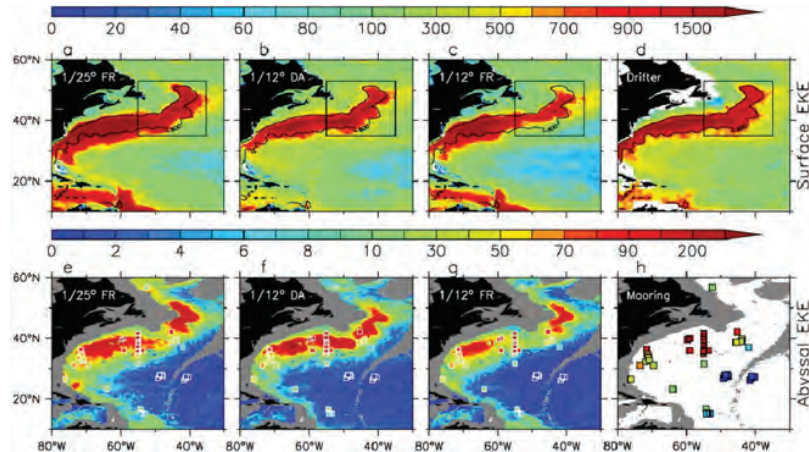 0 10 20 30 60 80 100 300 500 700 900 1500
a b c d
1/25° FR 1/12° DA 1/12° FR Drifter
60°N
40°N
20°N
Surface EKE
0 2 4 6 8 10 30 50 70 90 200
e f g h
1/25° FR 1/12° DA 1/12° FR Mooring
60°N
40°N
20°N
Abyssal EKE
80°W 60°W 40°W 80°W 60°W 40°W 80°W 60°W 40°W 80°W 60°W 40°W